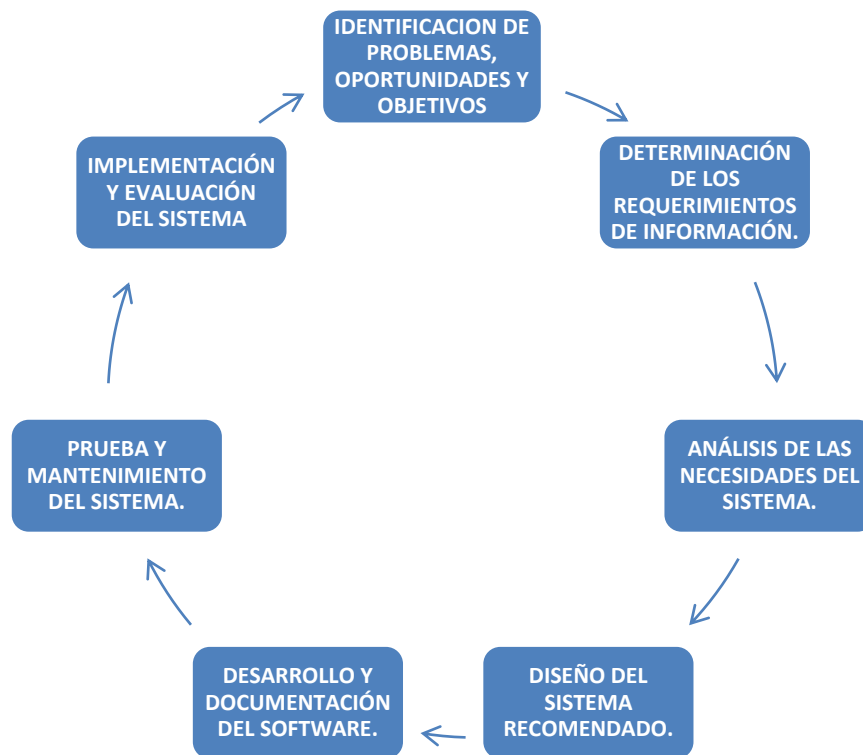 IDENTIFICACION DE
PROBLEMAS,
OPORTUNIDADES Y
OBJETIVOS
DETERMINACIÓN
DE LOS
REQUERIMIENTOS
DE INFORMACIÓN.
ANÁLISIS DE LAS
NECESIDADES DEL
SISTEMA.
DISEÑO DEL
SISTEMA
RECOMENDADO.
DESARROLLO Y
DOCUMENTACIÓN
DEL SOFTWARE.
PRUEBA Y
MANTENIMIENTO
DEL SISTEMA.
IMPLEMENTACIÓN
Y EVALUACIÓN
DEL SISTEMA